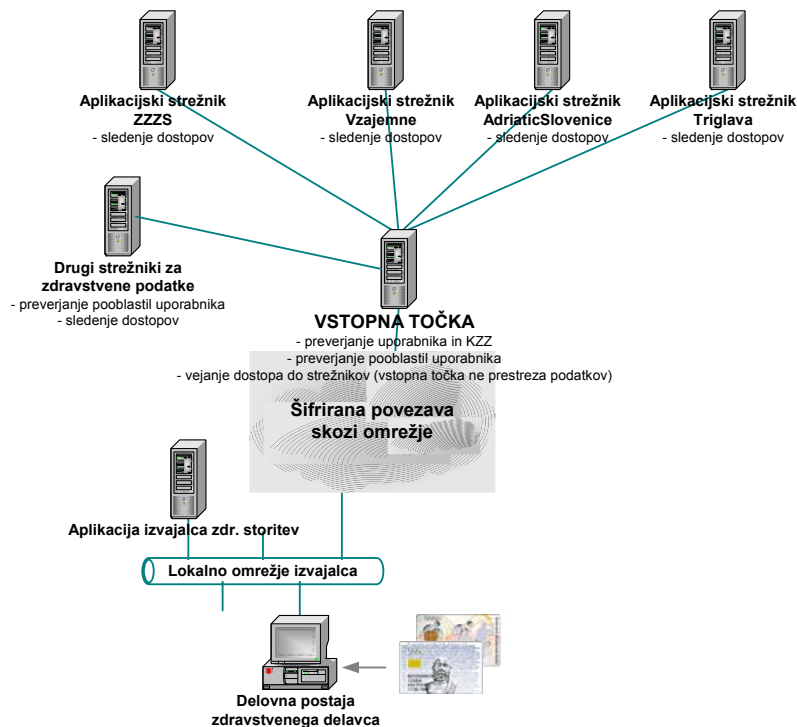 Aplikacijski strežnik
ZZZS
- sledenje dostopov
Aplikacijski strežnik
Vzajemne
- sledenje dostopov
Aplikacijski strežnik
AdriaticSlovenice
- sledenje dostopov
Aplikacijski strežnik
Triglava
- sledenje dostopov
Drugi strežniki za
zdravstvene podatke
- preverjanje pooblastil uporabnika
- sledenje dostopov
VSTOPNA TOČKA
- preverjanje uporabnika in KZZ
- preverjanje pooblastil uporabnika
- vejanje dostopa do strežnikov (vstopna točka ne prestreza podatkov)
Šifrirana povezava
skozi omrežje
Aplikacija izvajalca zdr. storitev
Lokalno omrežje izvajalca
Delovna postaja
zdravstvenega delavca